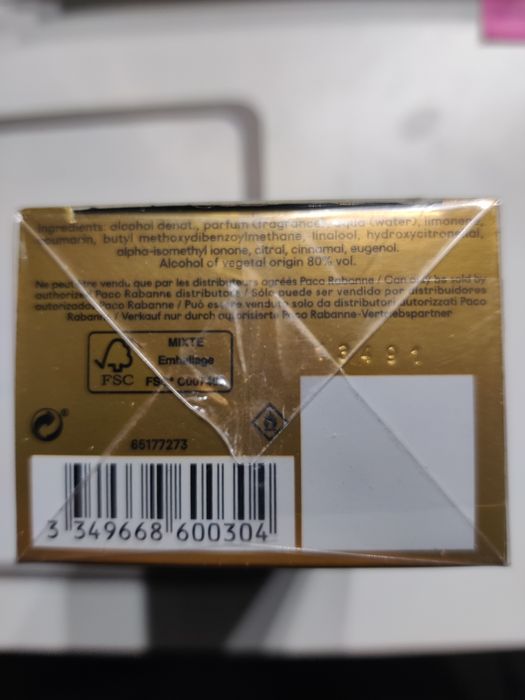 Ingredients: alcohol denat., parfum (fragrance), aqua (water), limonene,
coumarin, butyl methoxydibenzoylmethane, linalool, hydroxycitronellal,
alpha-isomethyl ionone, citral, cinnamal, eugenol.
Alcohol of vegetal origin 80% vol.
Ne peut être vendu que par les distributeurs agréés Paco Rabanne / Can only be sold by
authorized Paco Rabanne distributors / Sólo puede ser vendido por distribuidores
autorizados Paco Rabanne / Può essere venduto solo da distributori autorizzati Paco
Rabanne / Verkauf nur durch autorisierte Paco Rabanne-Vertriebspartner
FSC
MIXTE
Emballage
FSC®
3491
65177273
3 349668 600304